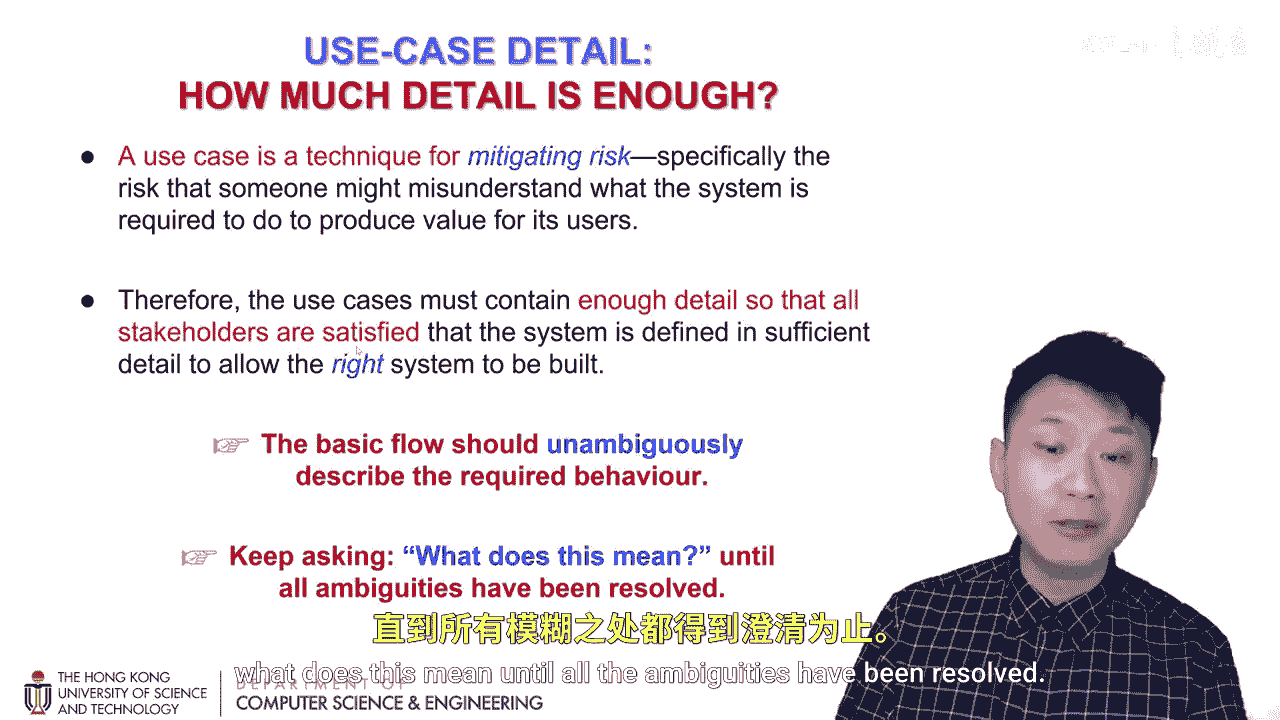 USE-CASE DETAIL:
HOW MUCH DETAIL IS ENOUGH?
● A use case is a technique for mitigating risk—specifically the
risk that someone might misunderstand what the system is
required to do to produce value for its users.
● Therefore, the use cases must contain enough detail so that all
stakeholders are satisfied that the system is defined in sufficient
detail to allow the right system to be built.
☞ The basic flow should unambiguously
describe the required behaviour.
☞ Keep asking: “What does this mean?” until
all ambiguities have been resolved.
直到所有模糊之处都得到澄清为止。
what does this mean until all the ambiguities have been resolved.
THE HONG KONG
UNIVERSITY OF SCIENCE
AND TECHNOLOGY
DEPARTMENT OF
COMPUTER SCIENCE & ENGINEERING